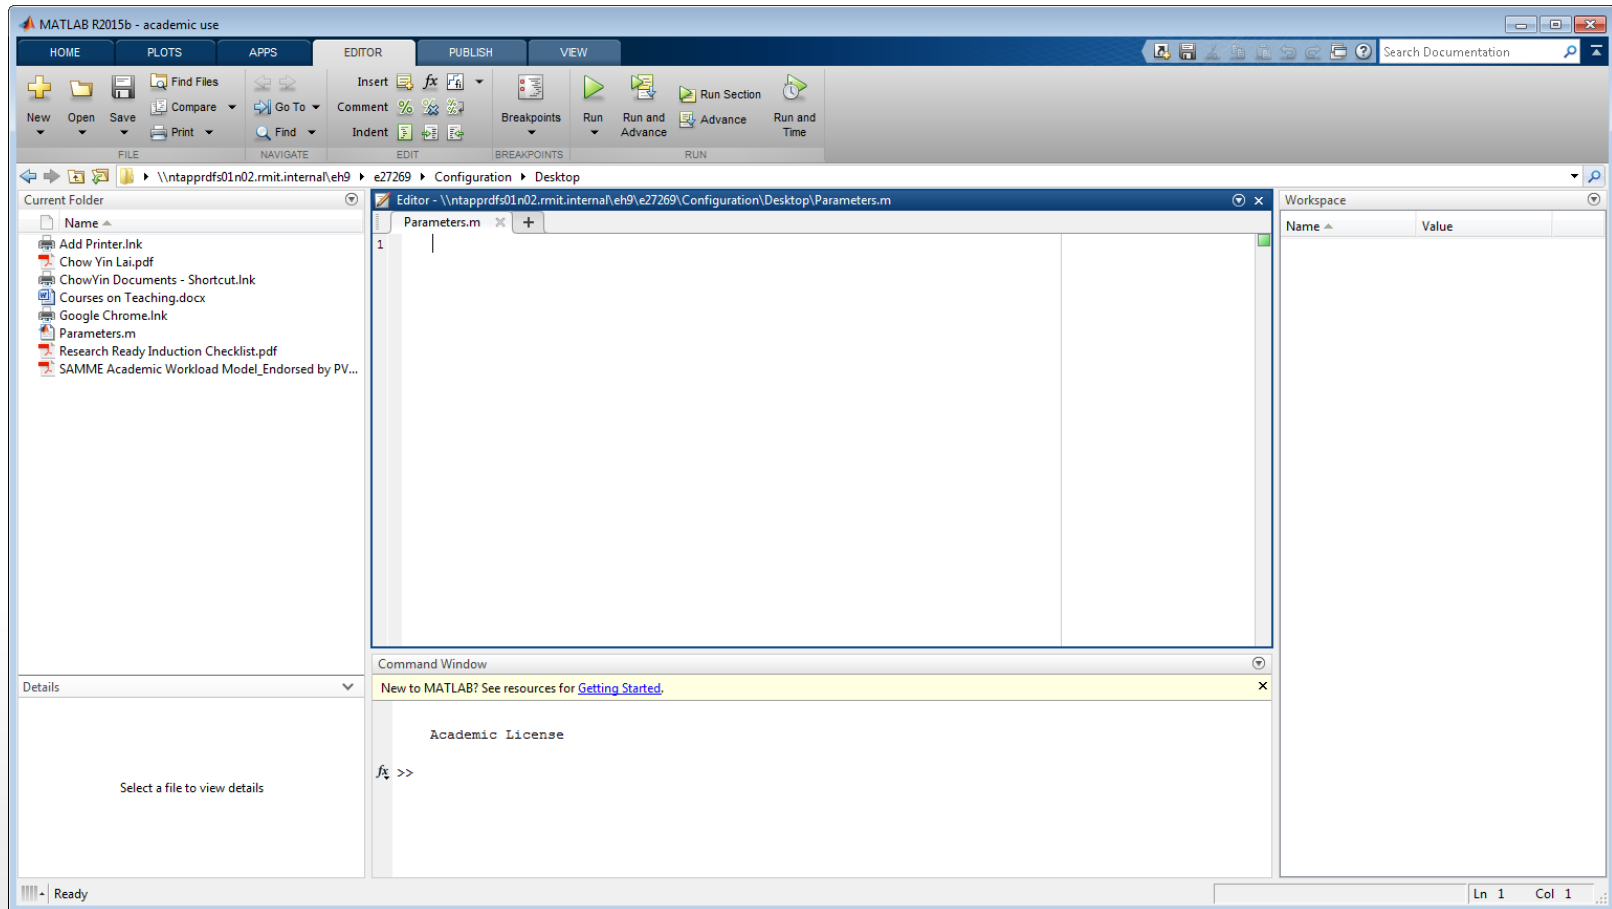 MATLAB R2015b - academic use
HOME PLOTS APPS EDITOR PUBLISH VIEW
Search Documentation
New Open Save
Find Files
Compare
Print
FILE
Go To
Find
NAVIGATE
Insert fx
Comment
Indent
EDIT
Breakpoints
BREAKPOINTS
Run
Run and Advance
Run Section
Advance
Run and Time
RUN
\\ntapprdfs01n02.rmit.internal\eh9 e27269 Configuration Desktop
Current Folder
Name
Add Printer.lnk
Chow Yin Lai.pdf
ChowYin Documents - Shortcut.lnk
Courses on Teaching.docx
Google Chrome.lnk
Parameters.m
Research Ready Induction Checklist.pdf
SAMME Academic Workload Model_Endorsed by PV...
Details
Select a file to view details
Editor - \\ntapprdfs01n02.rmit.internal\eh9\e27269\Configuration\Desktop\Parameters.m
Parameters.m
1
Command Window
New to MATLAB? See resources for Getting Started.
Academic License
fx >>
Workspace
Name Value
Ready
Ln 1 Col 1